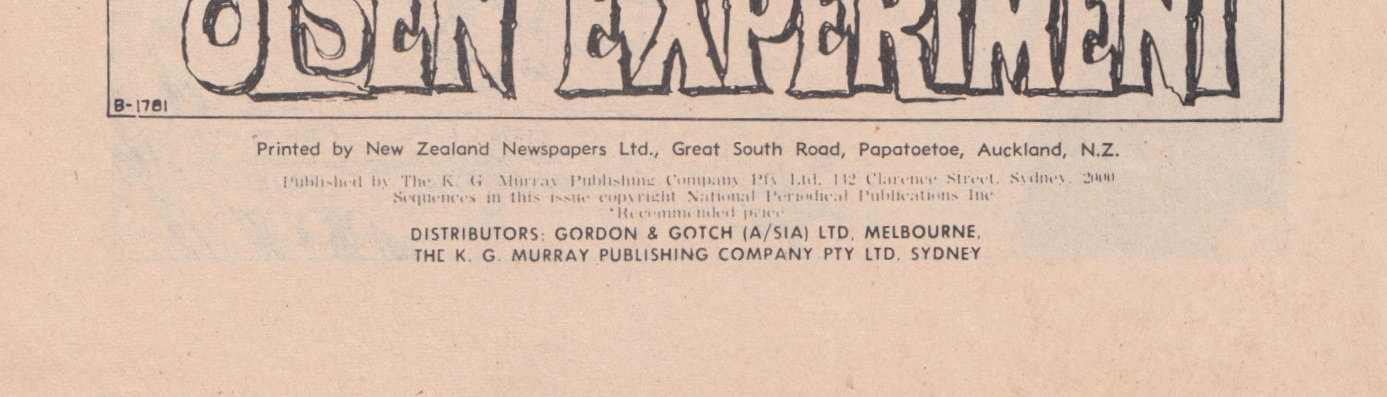 OLSEN EXPERIMENT
B-1781
Printed by New Zealand Newspapers Ltd., Great South Road, Papatoetoe, Auckland, N.Z.
Published by The K. G. Murray Publishing Company Pty Ltd. 142 Clarence Street. Sydney. 2000
Sequences in this issue copyright National Periodical Publications Inc
*Recommended price
DISTRIBUTORS: GORDON & GOTCH (A/SIA) LTD, MELBOURNE,
THE K. G. MURRAY PUBLISHING COMPANY PTY LTD. SYDNEY